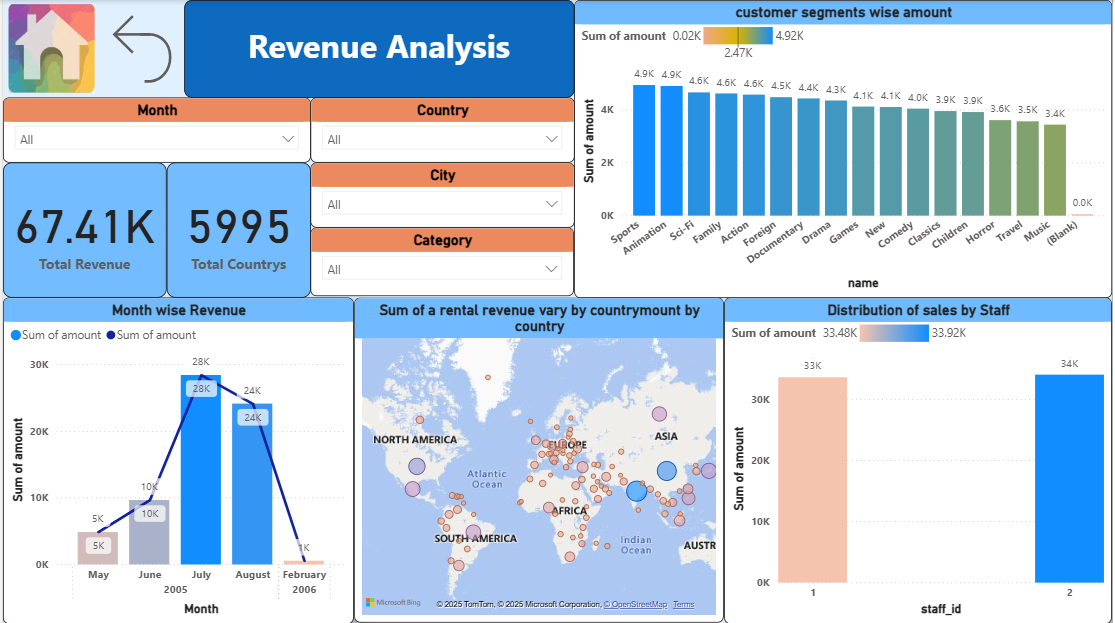 Revenue Analysis
Month
All
Country
All
City
All
Category
All
67.41K
Total Revenue
5995
Total Countrys
customer segments wise amount
Sum of amount 0.02K 4.92K
2.47K
Sum of amount
4K
2K
0K
4.9K 4.9K 4.6K 4.6K 4.6K 4.5K 4.4K 4.3K 4.1K 4.1K 4.0K 3.9K 3.9K 3.6K 3.5K 3.4K 0.0K
Sports Animation Sci-Fi Family Action Foreign Documentary Drama Games New Comedy Classics Children Horror Travel Music (Blank)
name
Month wise Revenue
Sum of amount Sum of amount
Sum of amount
30K
20K
10K
0K
5K 10K 28K 24K 1K
5K 10K 28K 24K
May June July August February
2005 2006
Month
Sum of a rental revenue vary by countrymount by
country
NORTH AMERICA
EUROPE
ASIA
Atlantic
Ocean
AFRICA
SOUTH AMERICA
Indian
Ocean
AUSTR
Microsoft Bing
© 2025 TomTom, © 2025 Microsoft Corporation, © OpenStreetMap Terms
Distribution of sales by Staff
Sum of amount 33.48K 33.92K
Sum of amount
30K
20K
10K
0K
33K 34K
1 2
staff_id